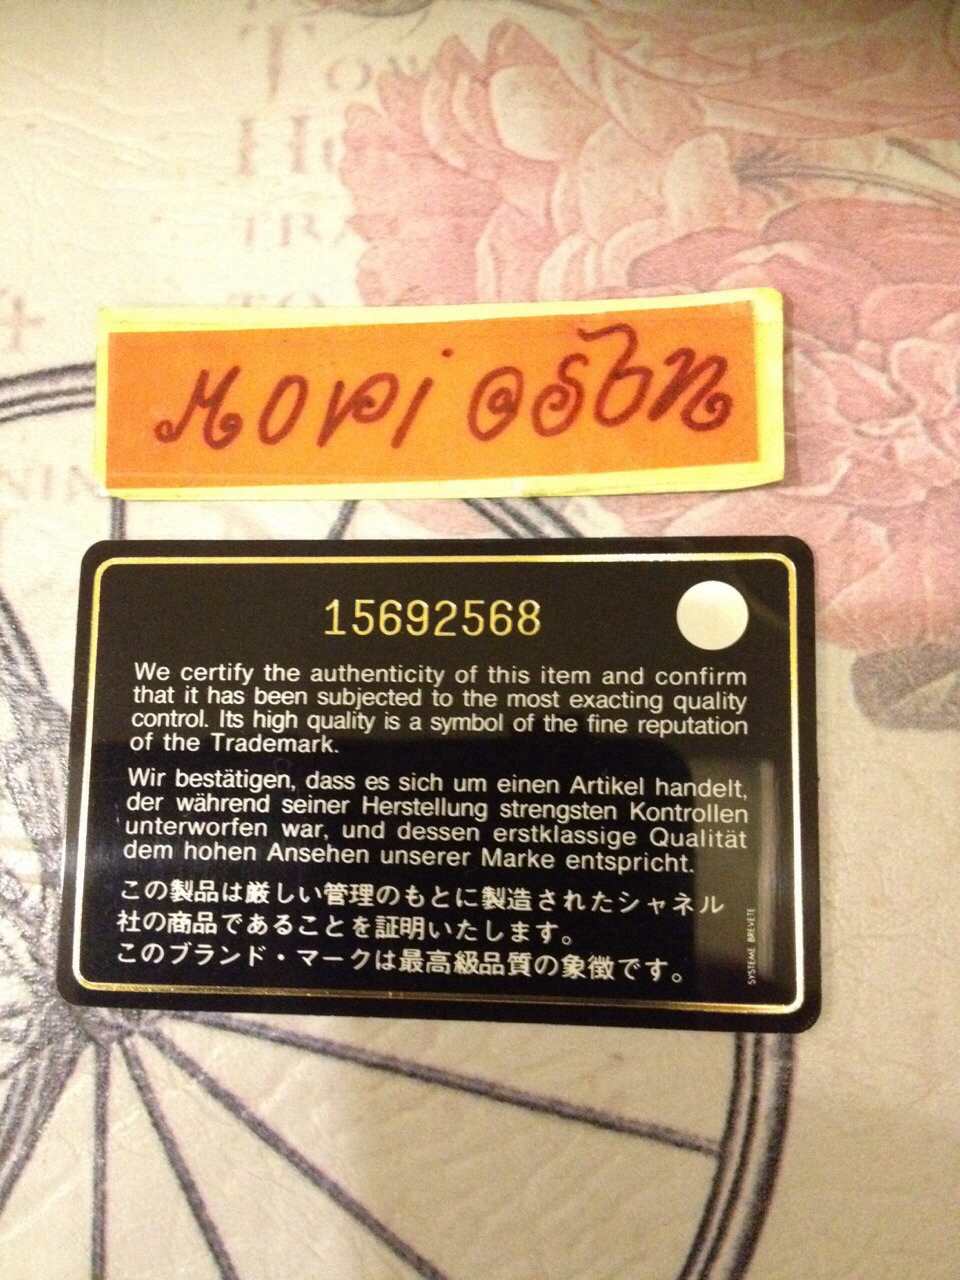 15692568
We certify the authenticity of this item and confirm
that it has been subjected to the most exacting quality
control. Its high quality is a symbol of the fine reputation
of the Trademark.
Wir bestätigen, dass es sich um einen Artikel handelt,
der während seiner Herstellung strengsten Kontrollen
unterworfen war, und dessen erstklassige Qualität
dem hohen Ansehen unserer Marke entspricht.
この製品は厳しい管理のもとに製造されたシャネル
社の商品であることを証明いたします。
このブランド・マークは最高級品質の象徴です。
SYSTEME BREVETE